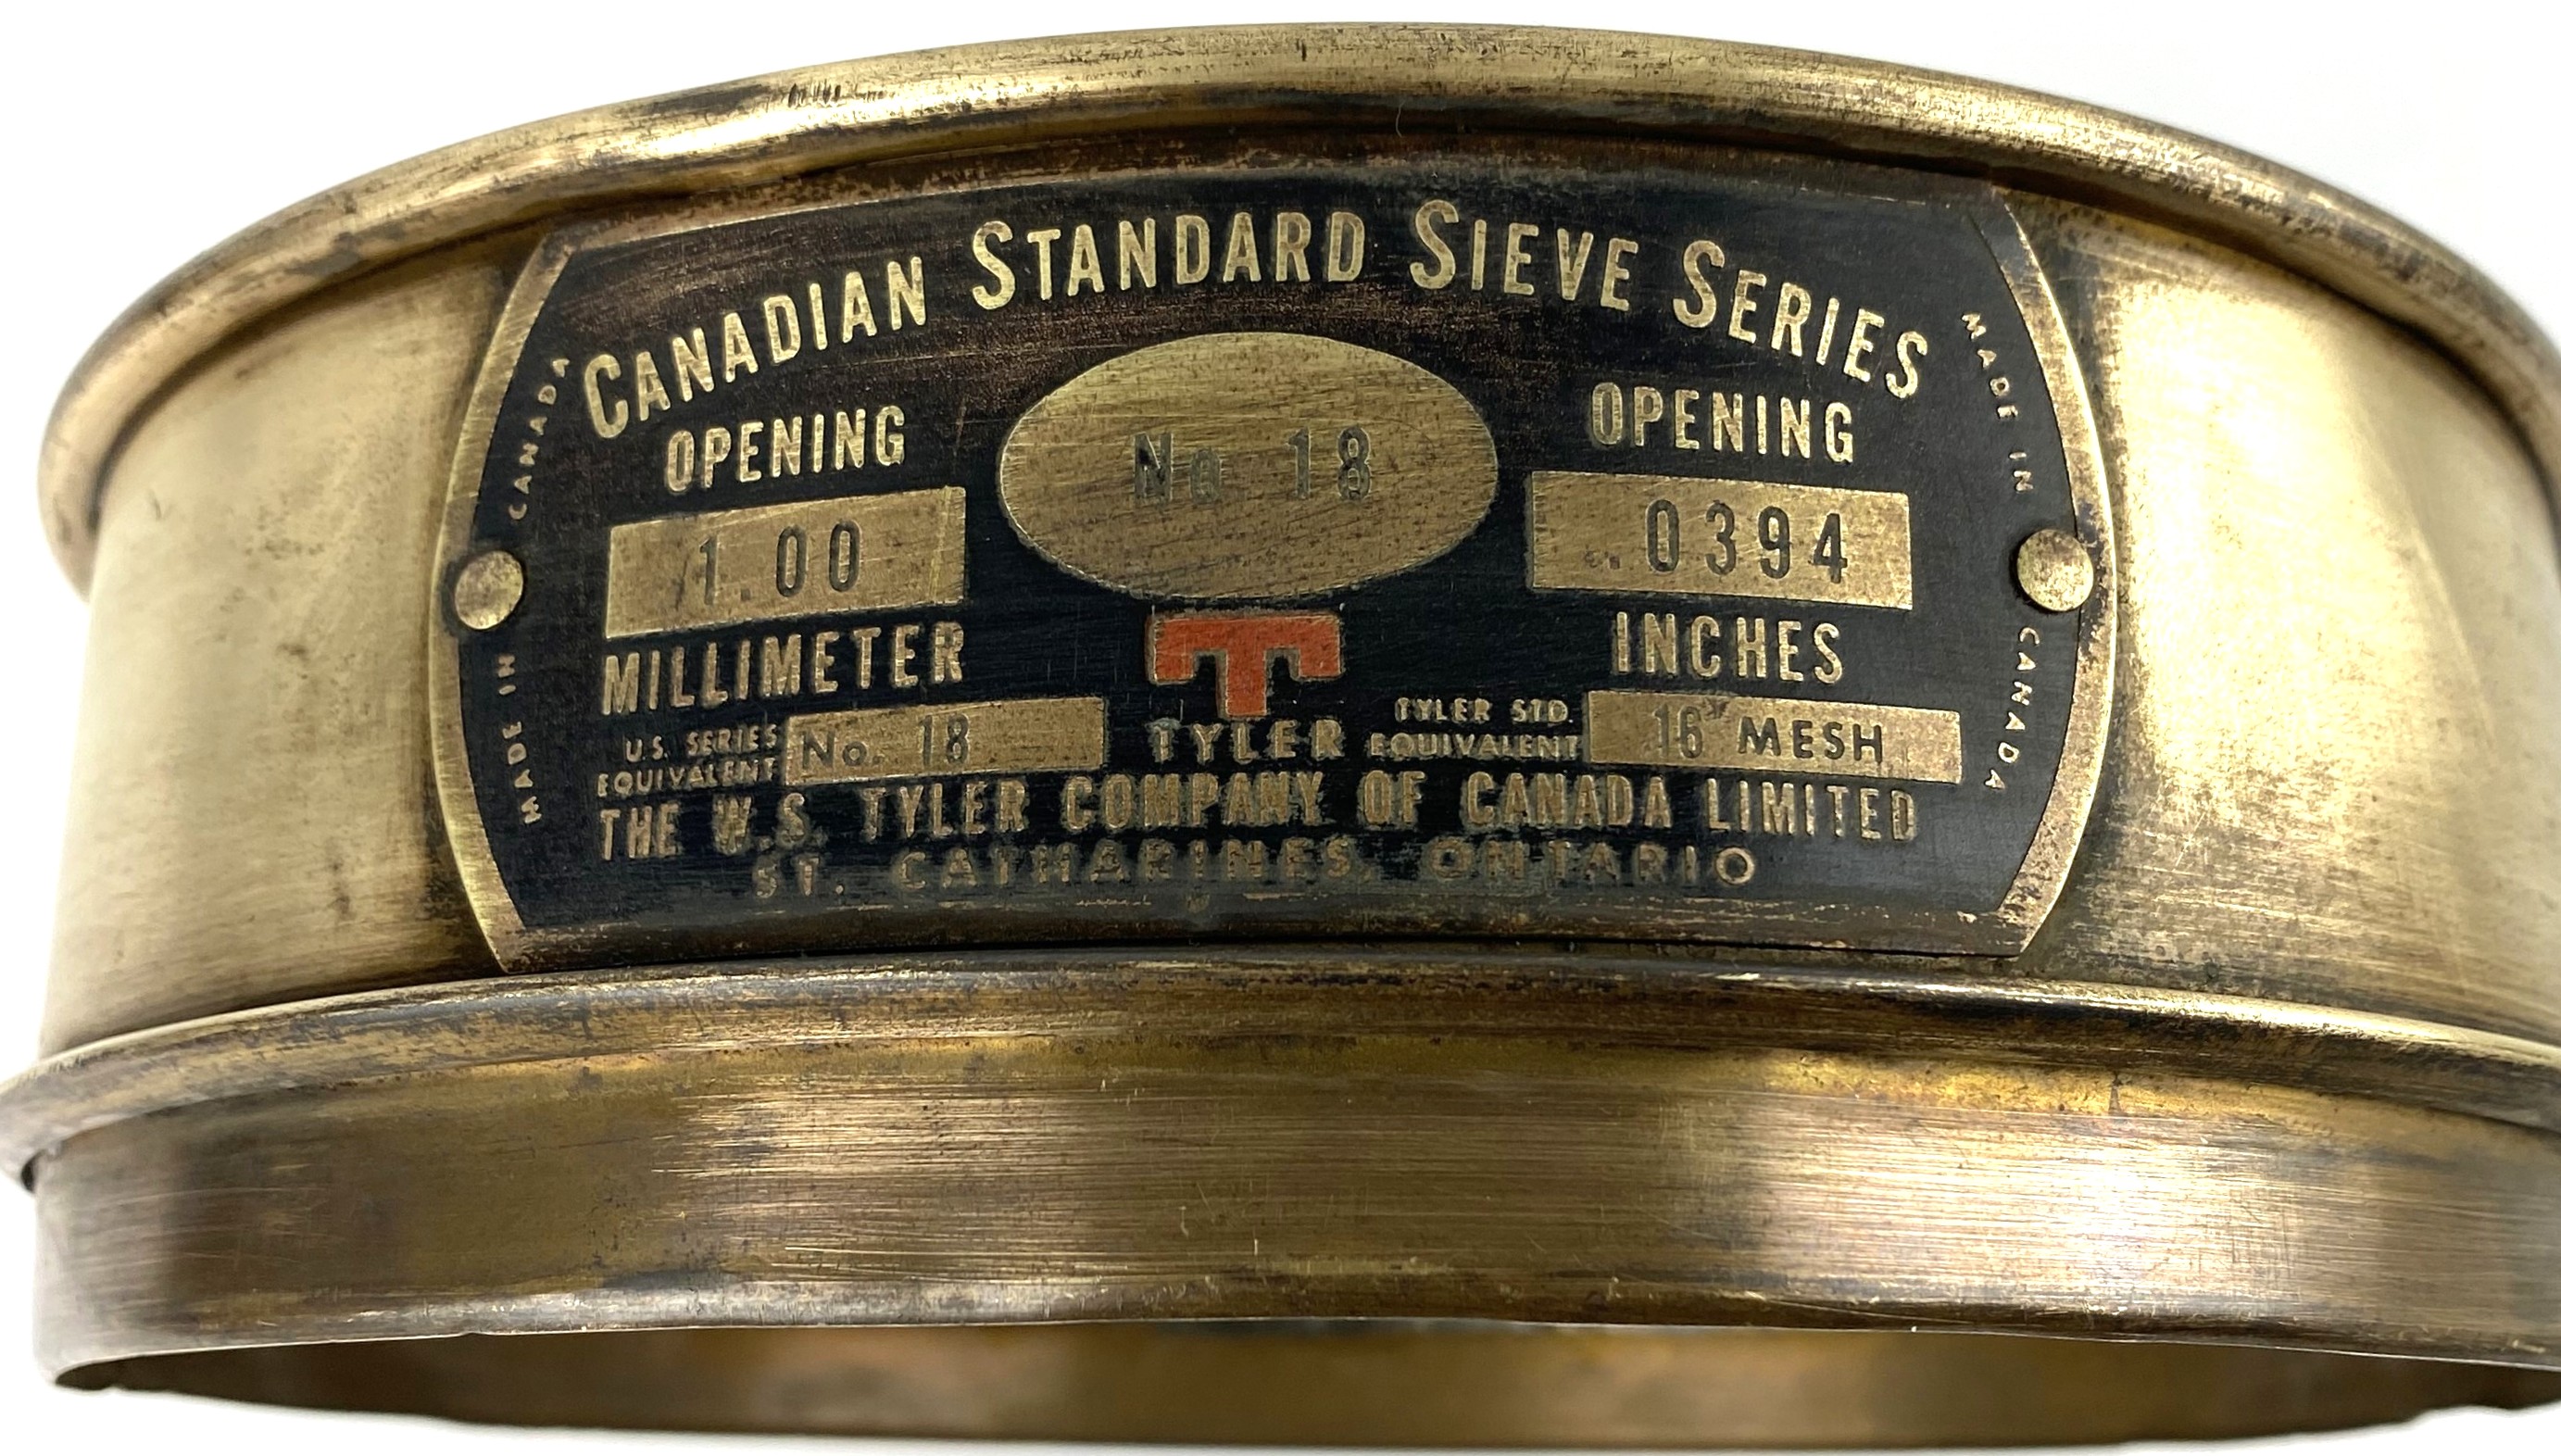 CANADIAN STANDARD SIEVE SERIES
OPENING
1.00
MILLIMETER
No 18
OPENING
.0394
INCHES
U.S. SERIES
EQUIVALENT
No. 18
T
TYLER
TYLER STD.
EQUIVALENT
16 MESH
THE W.S. TYLER COMPANY OF CANADA LIMITED
ST. CATHARINES, ONTARIO
MADE IN CANADA
MADE IN CANADA